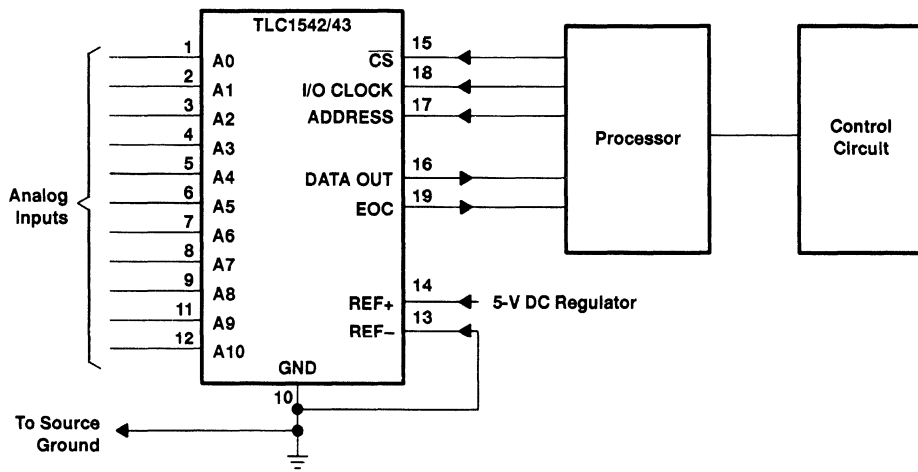 TLC1542/43
Analog
Inputs
1 A0
2 A1
3 A2
4 A3
5 A4
6 A5
7 A6
8 A7
9 A8
11 A9
12 A10
C̅S̅ 15
I/O CLOCK 18
ADDRESS 17
DATA OUT 16
EOC 19
REF+ 14
5-V DC Regulator
REF− 13
GND
10
To Source
Ground
Processor
Control
Circuit